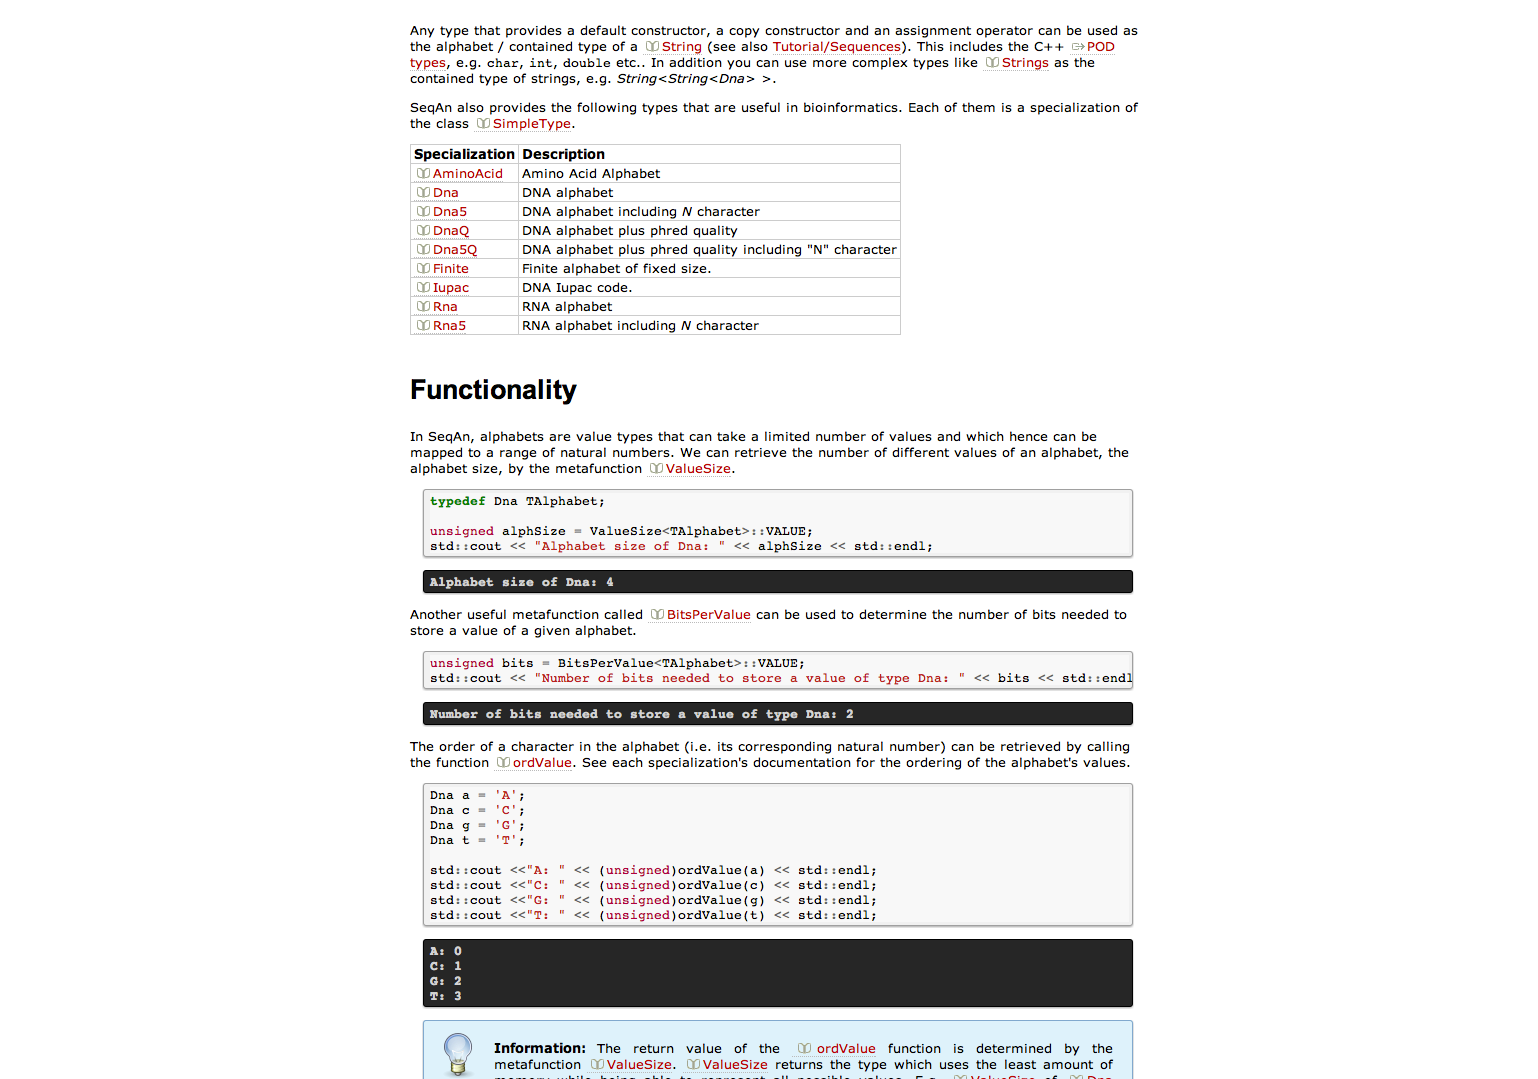 Any type that provides a default constructor, a copy constructor and an assignment operator can be used as
the alphabet / contained type of a String (see also Tutorial/Sequences). This includes the C++ POD
types, e.g. char, int, double etc.. In addition you can use more complex types like Strings as the
contained type of strings, e.g. String<String<Dna> >.
SeqAn also provides the following types that are useful in bioinformatics. Each of them is a specialization of
the class SimpleType.
Specialization Description
AminoAcid Amino Acid Alphabet
Dna DNA alphabet
Dna5 DNA alphabet including N character
DnaQ DNA alphabet plus phred quality
Dna5Q DNA alphabet plus phred quality including "N" character
Finite Finite alphabet of fixed size.
Iupac DNA Iupac code.
Rna RNA alphabet
Rna5 RNA alphabet including N character
Functionality
In SeqAn, alphabets are value types that can take a limited number of values and which hence can be
mapped to a range of natural numbers. We can retrieve the number of different values of an alphabet, the
alphabet size, by the metafunction ValueSize.
typedef Dna TAlphabet;
unsigned alphSize = ValueSize<TAlphabet>::VALUE;
std::cout << "Alphabet size of Dna: " << alphSize << std::endl;
Alphabet size of Dna: 4
Another useful metafunction called BitsPerValue can be used to determine the number of bits needed to
store a value of a given alphabet.
unsigned bits = BitsPerValue<TAlphabet>::VALUE;
std::cout << "Number of bits needed to store a value of type Dna: " << bits << std::endl
Number of bits needed to store a value of type Dna: 2
The order of a character in the alphabet (i.e. its corresponding natural number) can be retrieved by calling
the function ordValue. See each specialization's documentation for the ordering of the alphabet's values.
Dna a = 'A';
Dna c = 'C';
Dna g = 'G';
Dna t = 'T';
std::cout <<"A: " << (unsigned)ordValue(a) << std::endl;
std::cout <<"C: " << (unsigned)ordValue(c) << std::endl;
std::cout <<"G: " << (unsigned)ordValue(g) << std::endl;
std::cout <<"T: " << (unsigned)ordValue(t) << std::endl;
A: 0
C: 1
G: 2
T: 3
Information: The return value of the ordValue function is determined by the
metafunction ValueSize. ValueSize returns the type which uses the least amount of
memory while being able to represent all possible values. E.g. ValueSize of Dna